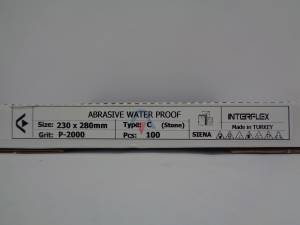 ABRASIVE WATER PROOF
Size: 230 x 280mm Type: C (Stone)
Grit: P-2000 Pcs: 100
SIENA
INTERFLEX
Made in TURKEY